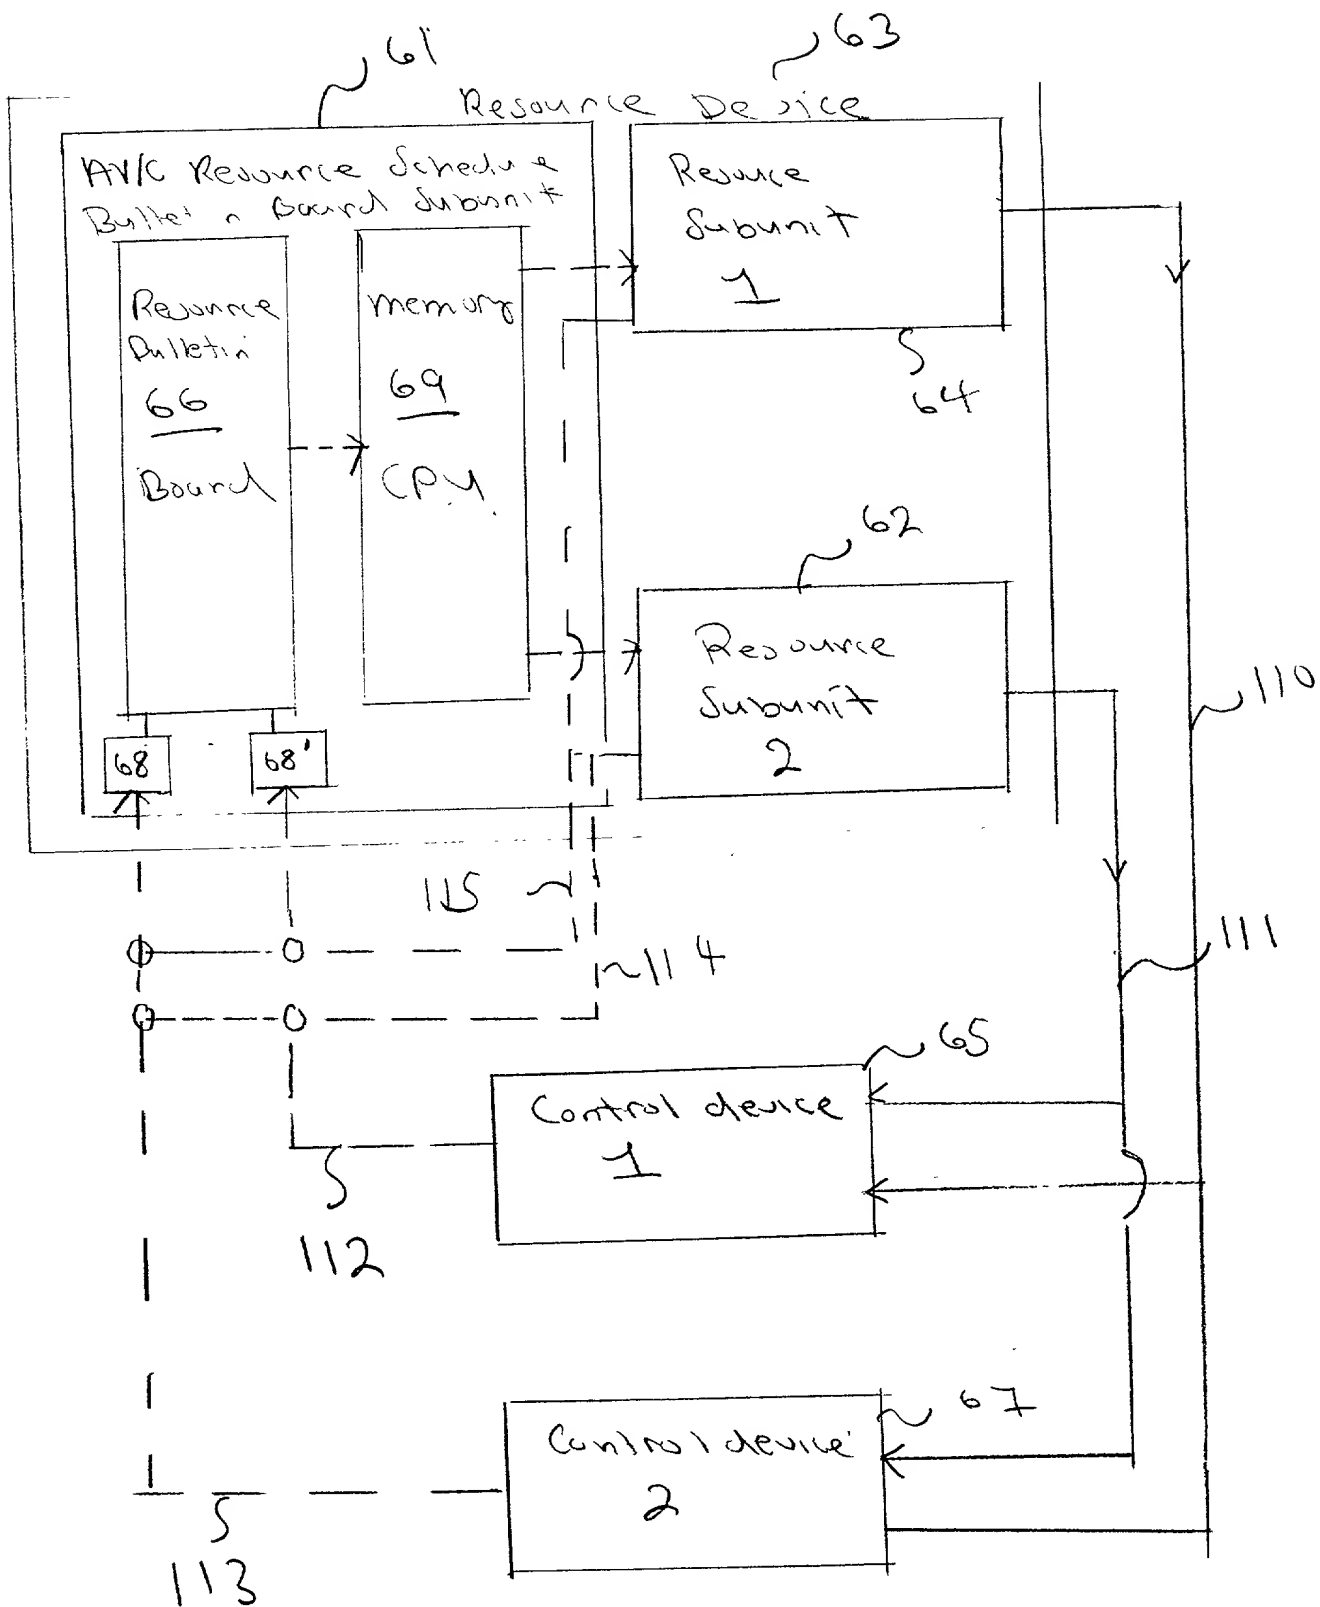 61
63
Resource Device
AV/C Resource Schedule
Bulletin Board Subunit
Resource
Subunit
1
64
Resource
Bulletin
66
Board
memory
69
CPU
62
Resource
Subunit
2
68
68'
110
115
114
111
65
Control device
1
112
67
Control device
2
113